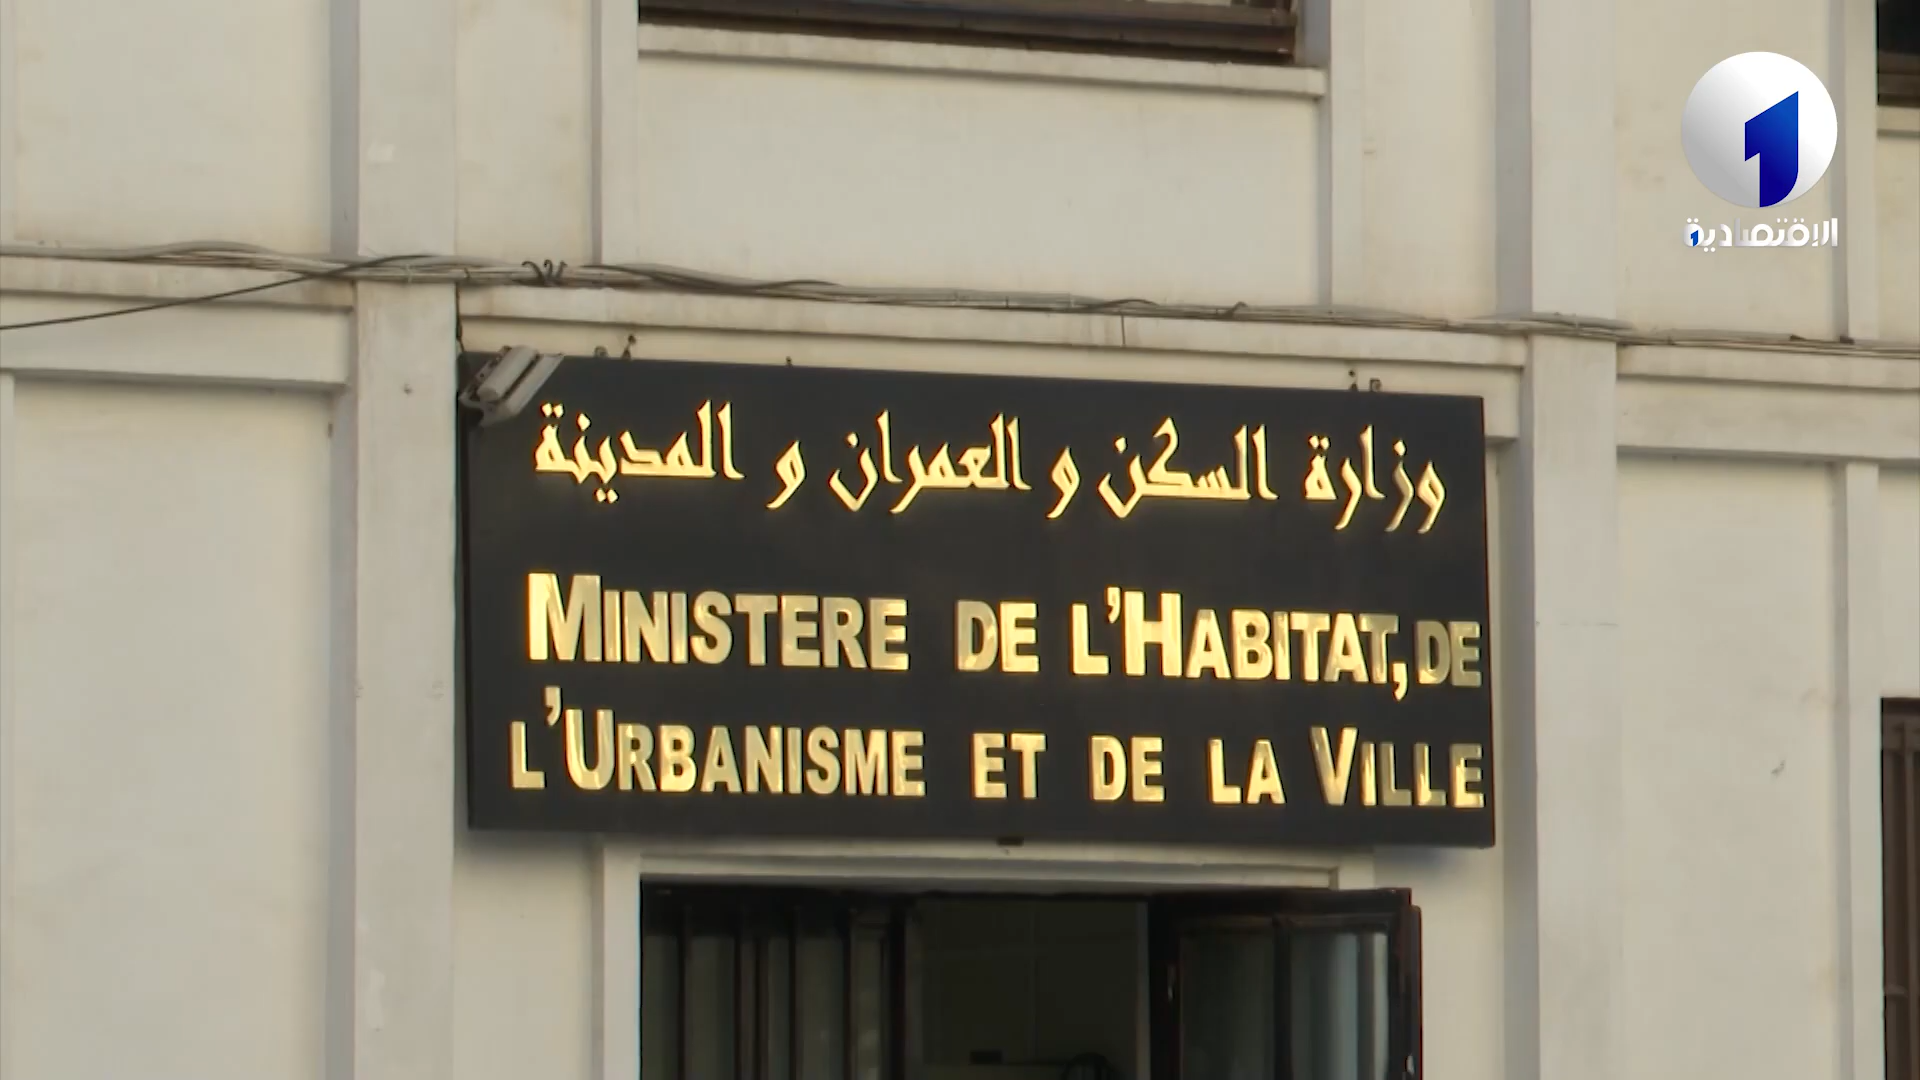 الاقتصادية
وزارة السكن و العمران و المدينة
MINISTERE DE L'HABITAT, DE
L'URBANISME ET DE LA VILLE